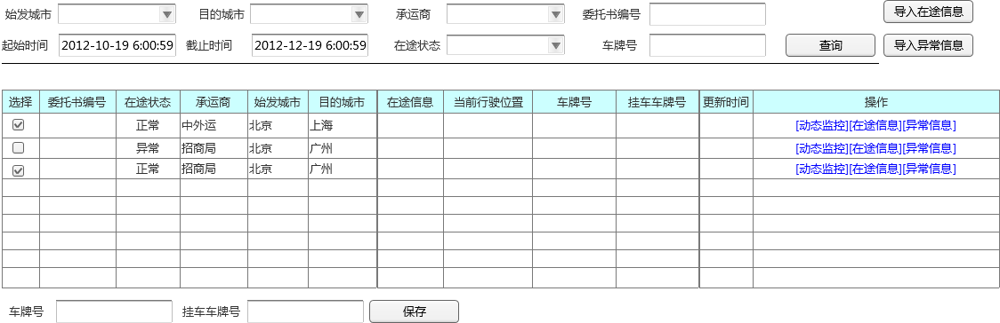 始发城市 目的城市 承运商 委托书编号 导入在途信息
起始时间 2012-10-19 6:00:59 截止时间 2012-12-19 6:00:59 在途状态 车牌号 查询 导入异常信息
选择 委托书编号 在途状态 承运商 始发城市 目的城市 在途信息 当前行驶位置 车牌号 挂车车牌号 更新时间 操作
正常 中外运 北京 上海 [动态监控][在途信息][异常信息]
异常 招商局 北京 广州 [动态监控][在途信息][异常信息]
正常 招商局 北京 广州 [动态监控][在途信息][异常信息]
车牌号 挂车车牌号 保存